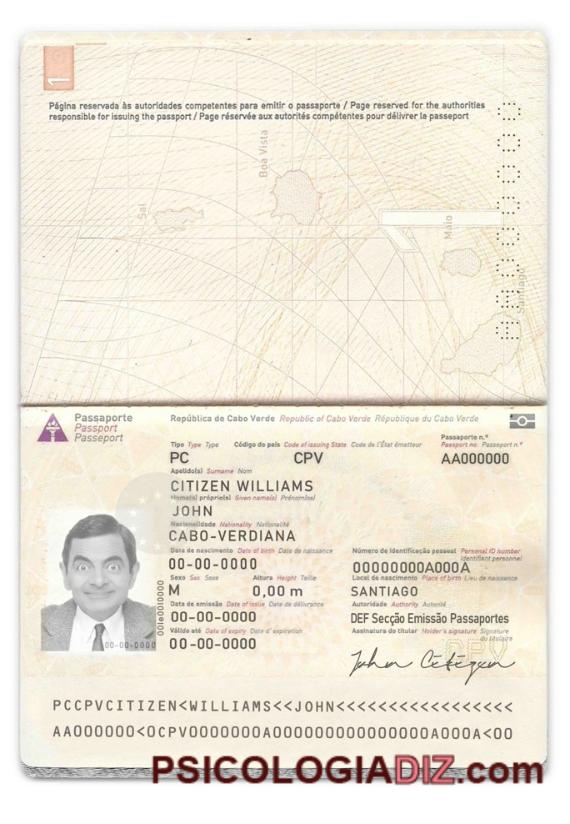 1
Página reservada às autoridades competentes para emitir o passaporte / Page reserved for the authorities
responsible for issuing the passport / Page réservée aux autorités compétentes pour délivrer le passeport
Boa Vista
Sal
1
Maio
Santiago
AA000000
Passaporte
Passport
Passeport
República de Cabo Verde Republic of Cabo Verde République du Cabo Verde
Tipo Type Type Código do país Code of issuing State Code de l'État émetteur Passaporte n.º
Passport no. Passeport n.º
PC CPV AA000000
Apelido(s) Surname Nom
CITIZEN WILLIAMS
Nome(s) próprio(s) Given name(s) Prénom(ns)
JOHN
Nacionalidade Nationality Nationalité
CABO-VERDIANA
Data de nascimento Date of birth Date de naissance Número de identificação pessoal Personal ID number
Identifiant personnel
00-00-0000 00000000A000A
Sexo Sex Sexe Altura Height Taille Local de nascimento Place of birth Lieu de naissance
M 0,00 m SANTIAGO
Data de emissão Date of issue Date de délivrance Autoridade Authority Autorité
00-00-0000 DEF Secção Emissão Passaportes
Válido até Date of expiry Date d' expiration Assinatura do titular Holder's signature Signature
du titulaire
00-00-0000
00-00-0000
CPV
John Citizen
PCCPVCITIZEN<WILLIAMS<<JOHN<<<<<<<<<<<<<<<<<
AA000000<0CPV0000000A00000000000000000A000A<00
PSICOLOGIADIZ.com